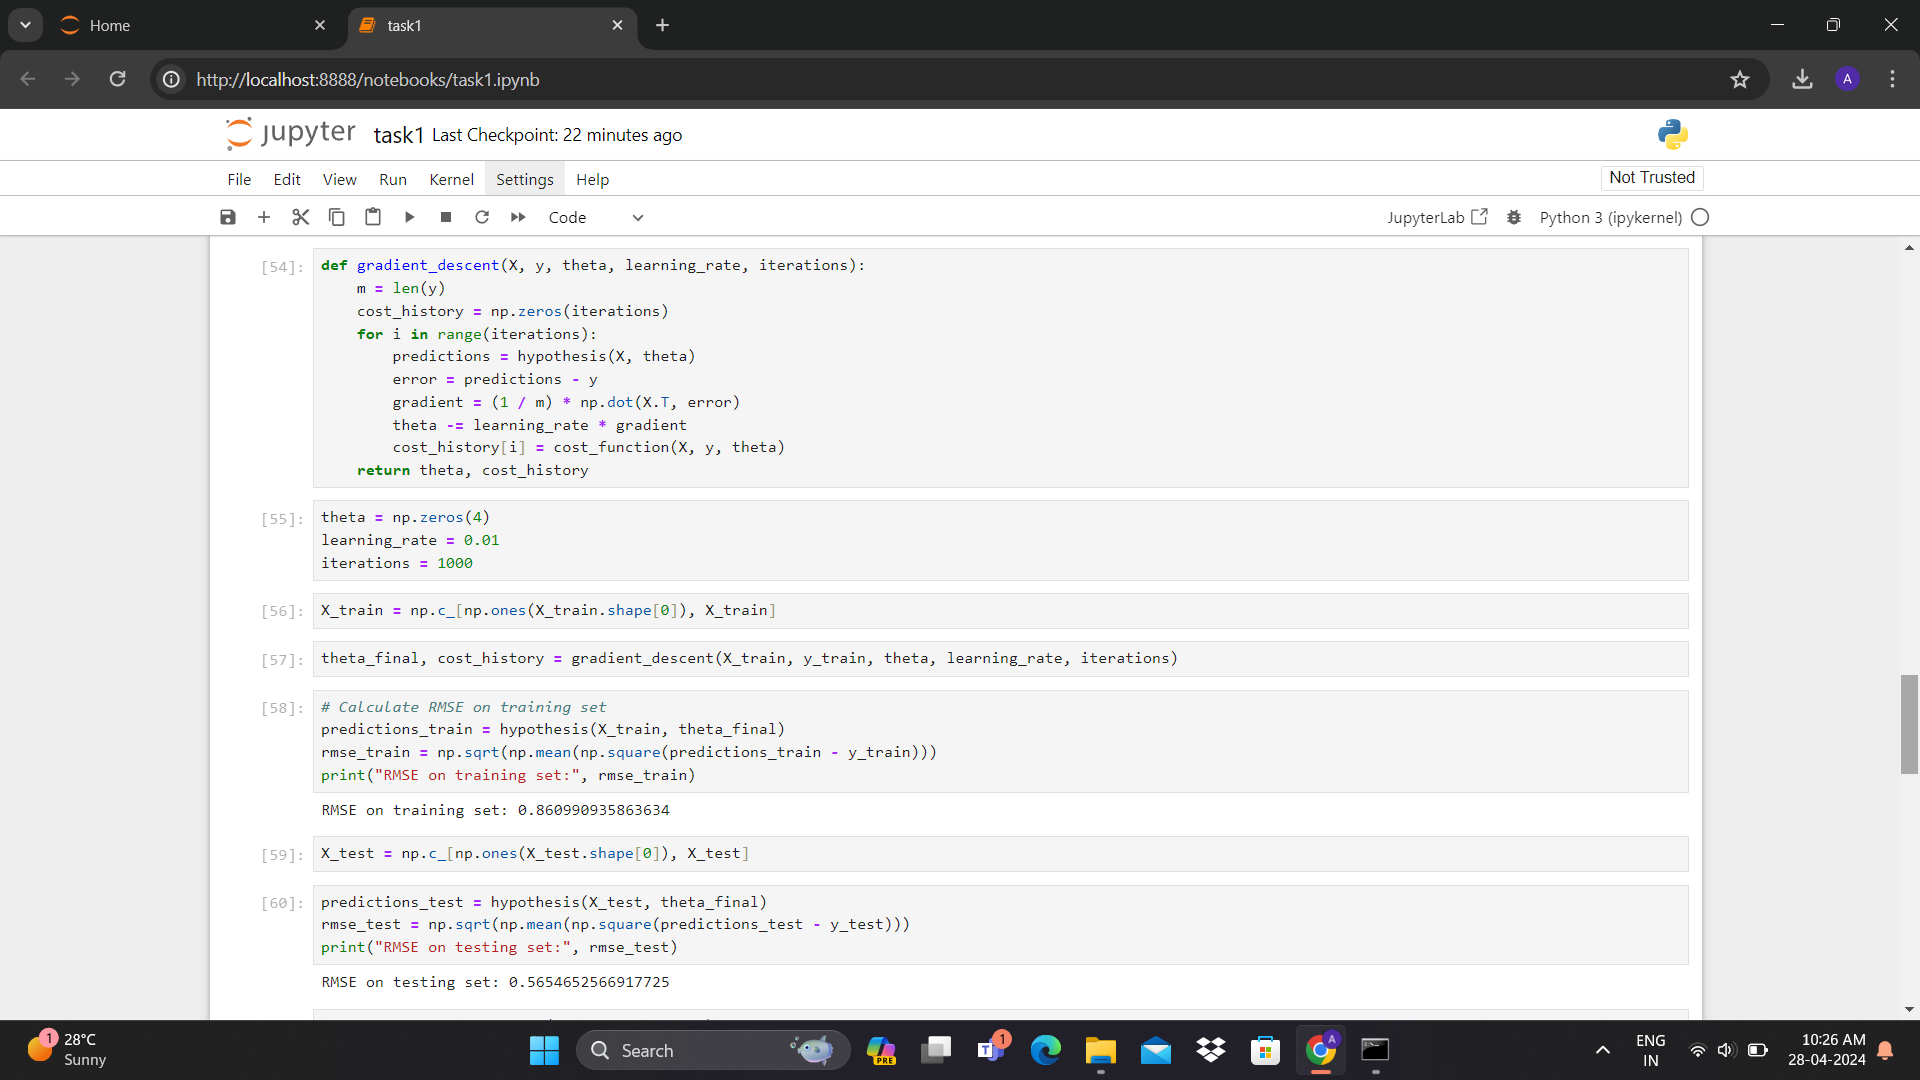 Home
task1
http://localhost:8888/notebooks/task1.ipynb
A
jupyter task1 Last Checkpoint: 22 minutes ago
File Edit View Run Kernel Settings Help
Not Trusted
Code
JupyterLab
Python 3 (ipykernel)
[54]:
def gradient_descent(X, y, theta, learning_rate, iterations):
    m = len(y)
    cost_history = np.zeros(iterations)
    for i in range(iterations):
        predictions = hypothesis(X, theta)
        error = predictions - y
        gradient = (1 / m) * np.dot(X.T, error)
        theta -= learning_rate * gradient
        cost_history[i] = cost_function(X, y, theta)
    return theta, cost_history
[55]:
theta = np.zeros(4)
learning_rate = 0.01
iterations = 1000
[56]:
X_train = np.c_[np.ones(X_train.shape[0]), X_train]
[57]:
theta_final, cost_history = gradient_descent(X_train, y_train, theta, learning_rate, iterations)
[58]:
# Calculate RMSE on training set
predictions_train = hypothesis(X_train, theta_final)
rmse_train = np.sqrt(np.mean(np.square(predictions_train - y_train)))
print("RMSE on training set:", rmse_train)
RMSE on training set: 0.860990935863634
[59]:
X_test = np.c_[np.ones(X_test.shape[0]), X_test]
[60]:
predictions_test = hypothesis(X_test, theta_final)
rmse_test = np.sqrt(np.mean(np.square(predictions_test - y_test)))
print("RMSE on testing set:", rmse_test)
RMSE on testing set: 0.5654652566917725
1
28°C
Sunny
Search
PRE
1
A
ENG
IN
10:26 AM
28-04-2024